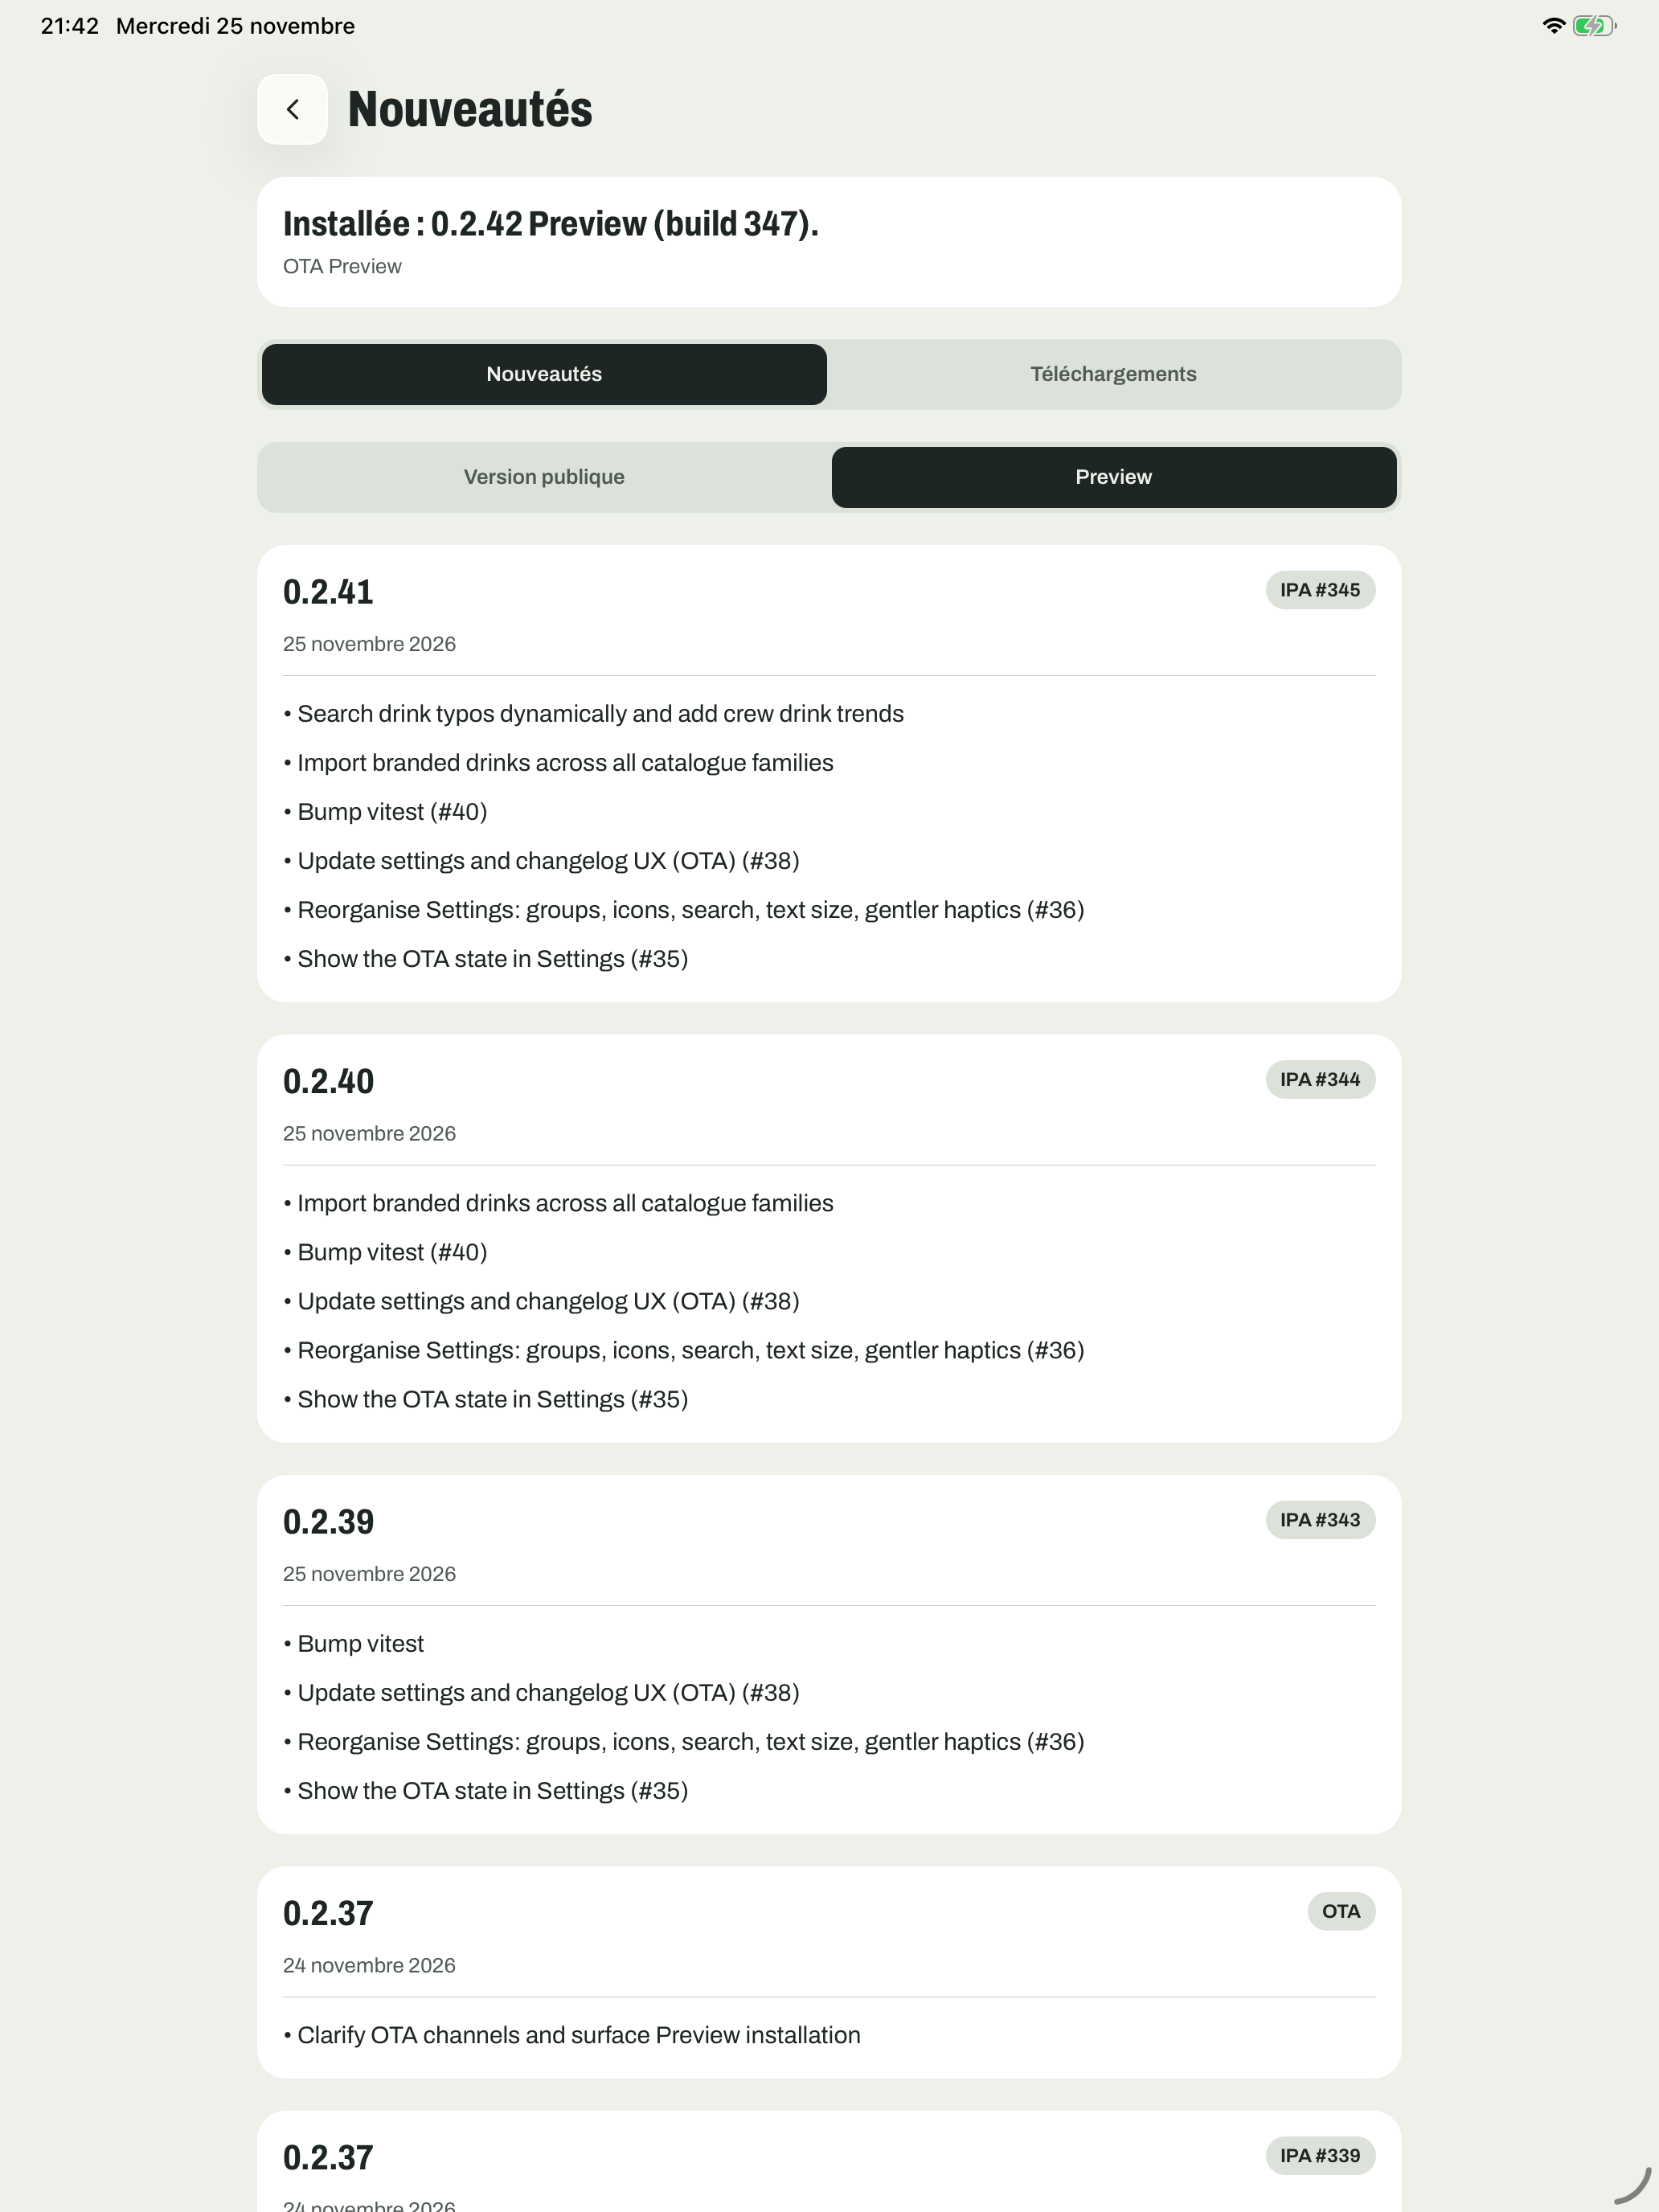 21:42 Mercredi 25 novembre
Nouveautés
Installée : 0.2.42 Preview (build 347).
OTA Preview
Nouveautés
Téléchargements
Version publique
Preview
0.2.41
IPA #345
25 novembre 2026
• Search drink typos dynamically and add crew drink trends
• Import branded drinks across all catalogue families
• Bump vitest (#40)
• Update settings and changelog UX (OTA) (#38)
• Reorganise Settings: groups, icons, search, text size, gentler haptics (#36)
• Show the OTA state in Settings (#35)
0.2.40
IPA #344
25 novembre 2026
• Import branded drinks across all catalogue families
• Bump vitest (#40)
• Update settings and changelog UX (OTA) (#38)
• Reorganise Settings: groups, icons, search, text size, gentler haptics (#36)
• Show the OTA state in Settings (#35)
0.2.39
IPA #343
25 novembre 2026
• Bump vitest
• Update settings and changelog UX (OTA) (#38)
• Reorganise Settings: groups, icons, search, text size, gentler haptics (#36)
• Show the OTA state in Settings (#35)
0.2.37
OTA
24 novembre 2026
• Clarify OTA channels and surface Preview installation
0.2.37
IPA #339
24 novembre 2026